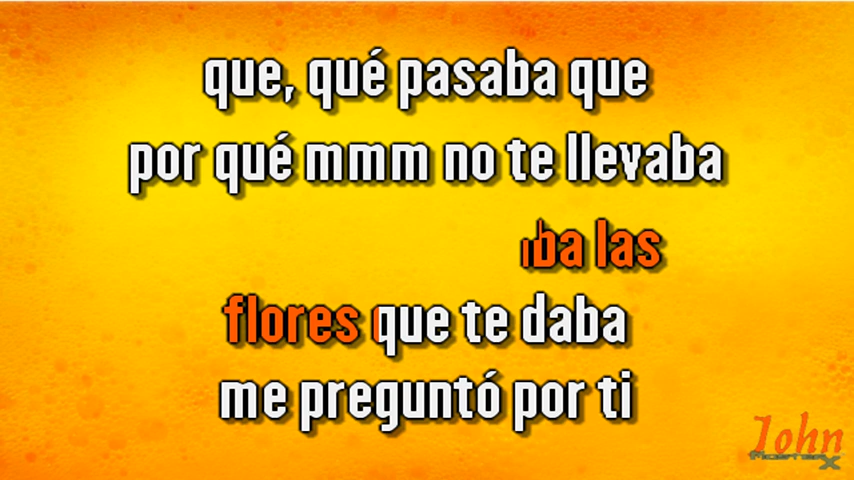 que, qué pasaba que
por qué mmm no te llevaba
ba las
flores que te daba
me preguntó por ti
John